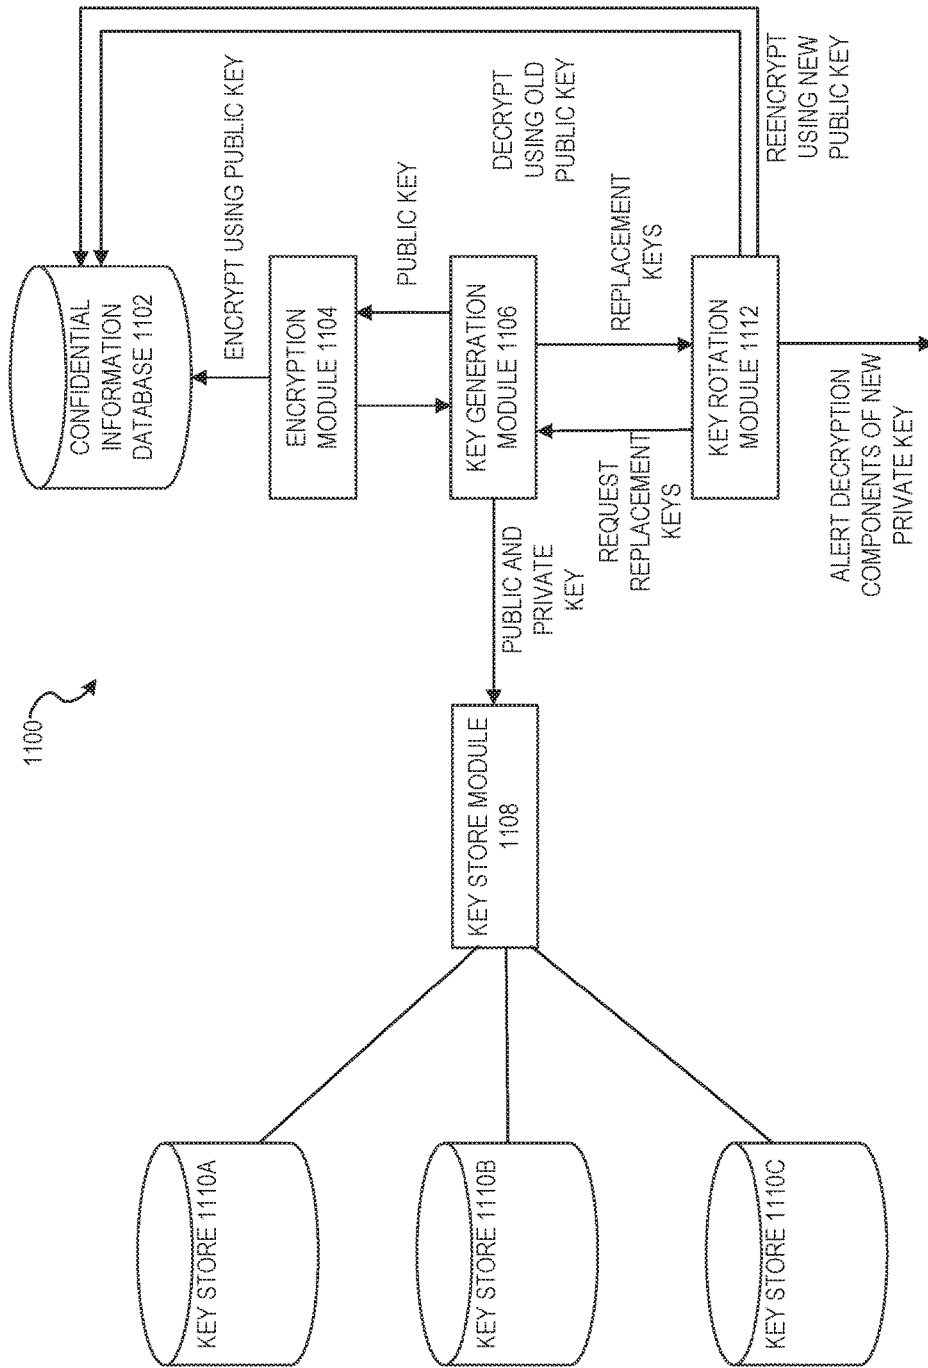 1100
CONFIDENTIAL
INFORMATION
DATABASE 1102
ENCRYPT USING PUBLIC KEY
ENCRYPTION
MODULE 1104
PUBLIC KEY
KEY GENERATION
MODULE 1106
PUBLIC AND
PRIVATE
KEY
KEY STORE MODULE
1108
KEY STORE 1110A
KEY STORE 1110B
KEY STORE 1110C
DECRYPT
USING OLD
PUBLIC KEY
REQUEST
REPLACEMENT
KEYS
REPLACEMENT
KEYS
KEY ROTATION
MODULE 1112
REENCRYPT
USING NEW
PUBLIC KEY
ALERT DECRYPTION
COMPONENTS OF NEW
PRIVATE KEY